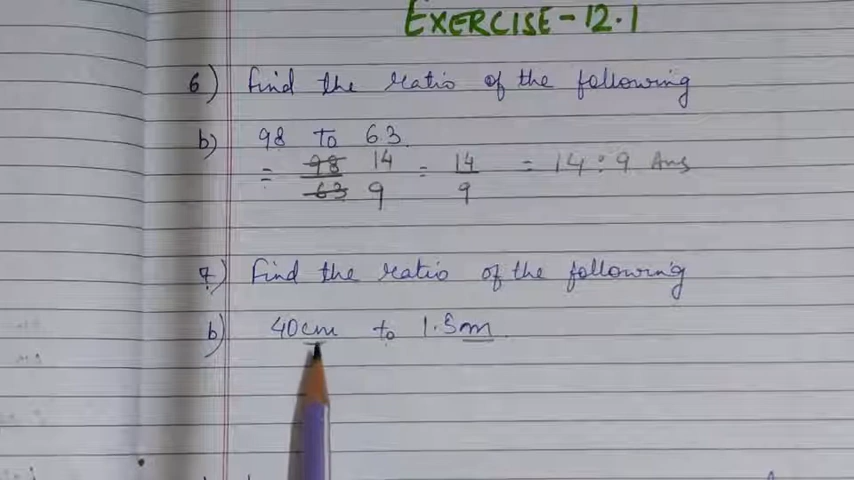 EXERCISE-12.1
6) Find the ratio of the following
b) 98 To 63
= 98/63 14/9 = 14/9 = 14:9 Ans
7) Find the ratio of the following
b) 40cm to 1.5m